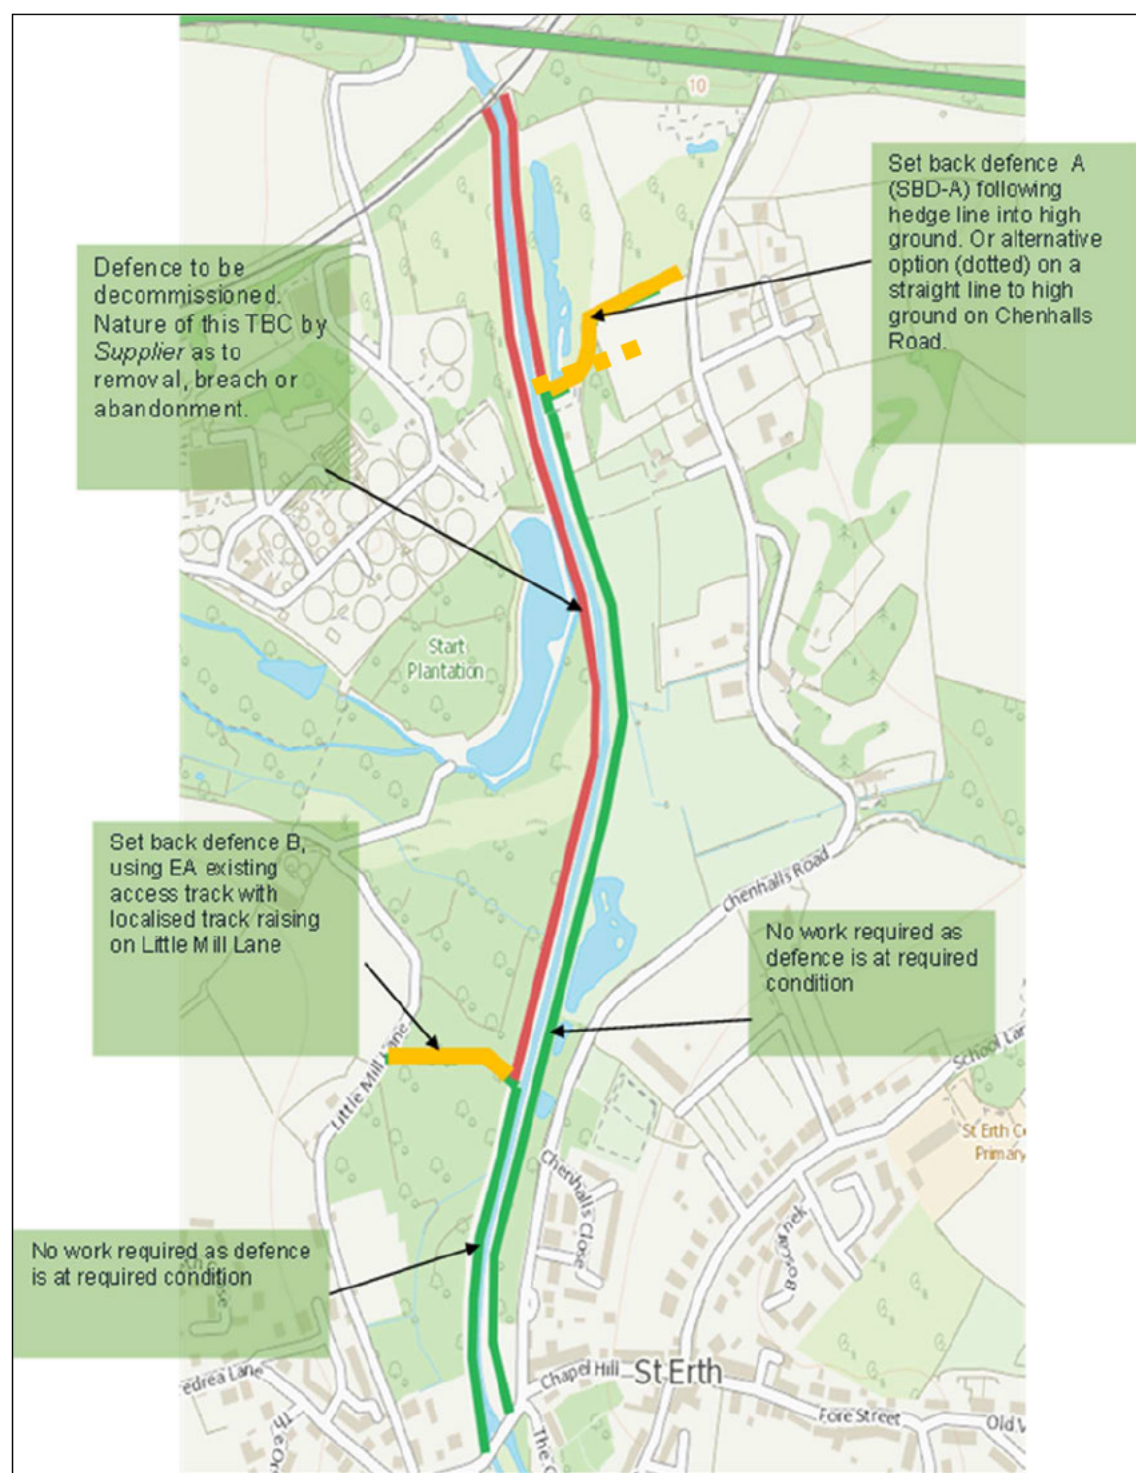 10
Set back defence A
(SBD-A) following
hedge line into high
ground. Or alternative
option (dotted) on a
straight line to high
ground on Chenhalls
Road.
Defence to be
decommissioned.
Nature of this TBC by
Supplier as to
removal, breach or
abandonment.
Start
Plantation
Set back defence B,
using EA existing
access track with
localised track raising
on Little Mill Lane
Chenhalls Road
No work required as
defence is at required
condition
Little Mill Lane
School Lan
St Erth C
Primary
Chenhalls Close
Bosvarnek
No work required as defence
is at required condition
edrea Lane
Chapel Hill
St Erth
Fore Street
Old V